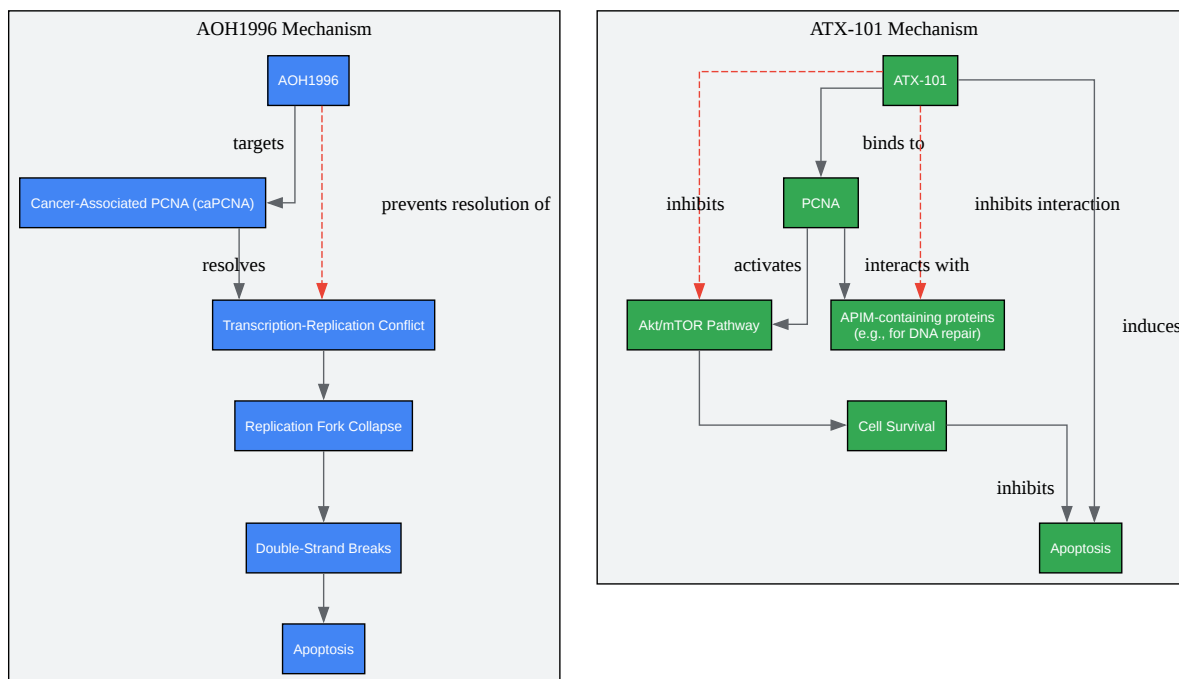 AOH1996 Mechanism
AOH1996
targets
Cancer-Associated PCNA (caPCNA)
prevents resolution of
resolves
Transcription-Replication Conflict
Replication Fork Collapse
Double-Strand Breaks
Apoptosis
ATX-101 Mechanism
ATX-101
binds to
PCNA
inhibits
inhibits interaction
activates
interacts with
Akt/mTOR Pathway
APIM-containing proteins
(e.g., for DNA repair)
induces
Cell Survival
inhibits
Apoptosis